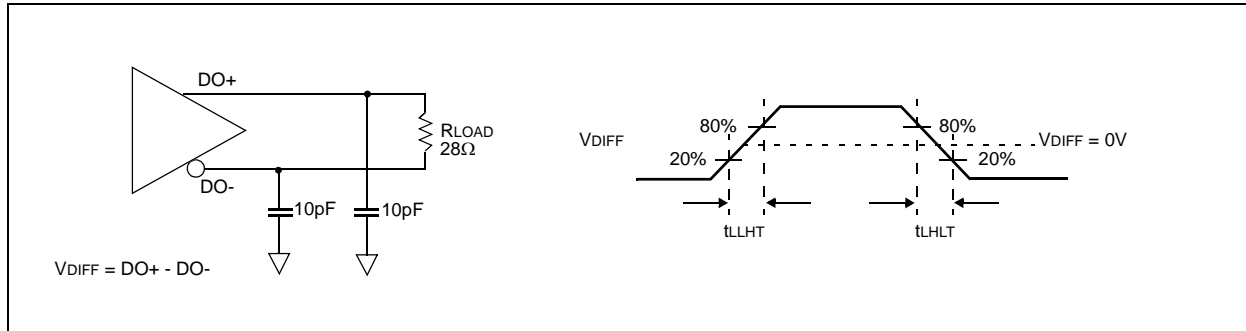 DO+
RLOAD
28Ω
DO-
10pF
10pF
VDIFF = DO+ - DO-
VDIFF
80%
80%
VDIFF = 0V
20%
20%
tLLHT
tLHLT